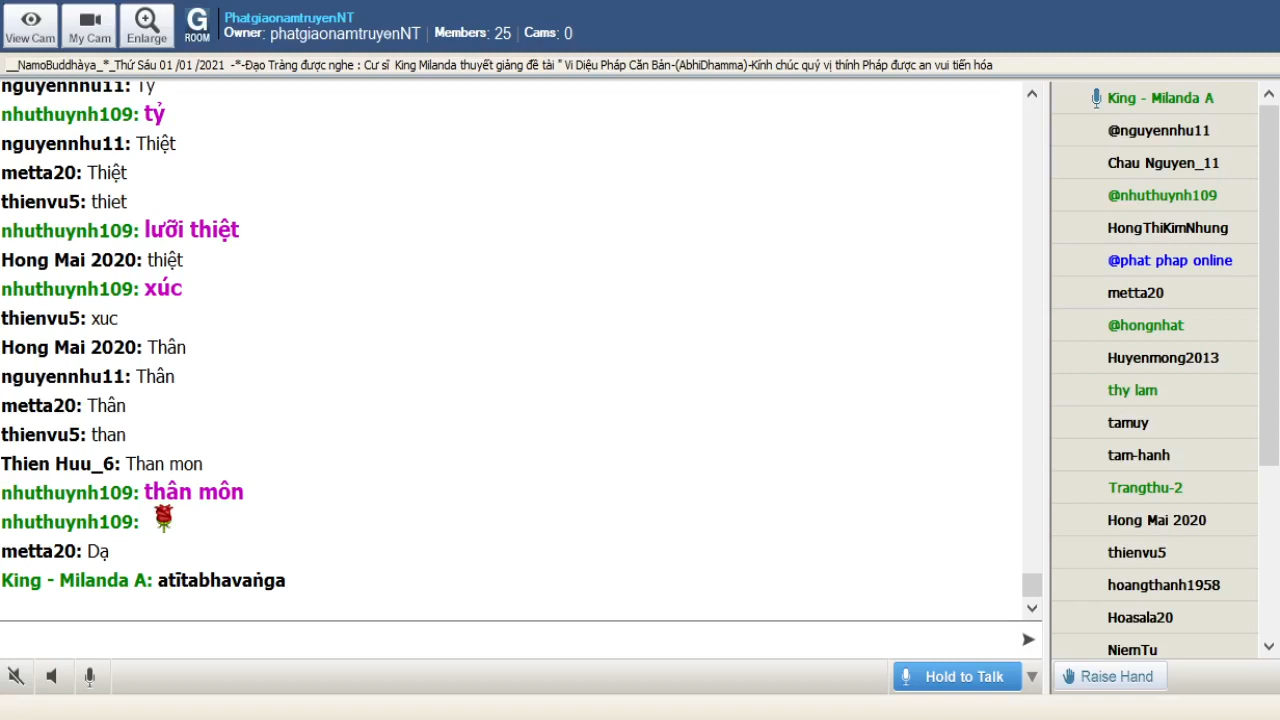 View Cam
My Cam
Enlarge
G
ROOM
PhatgiaonamtruyenNT
Owner: phatgiaonamtruyenNT | Members: 25 | Cams: 0
__NamoBuddhàya_*_Thứ Sáu 01 /01 /2021 -*-Đạo Tràng được nghe : Cư sĩ King Milanda thuyết giảng đề tài " Vi Diệu Pháp Căn Bản-(AbhiDhamma)-Kính chúc quý vị thính Pháp được an vui tiến hóa
nguyennhu11: Tỷ
nhuthuynh109: tỷ
nguyennhu11: Thiệt
metta20: Thiệt
thienvu5: thiet
nhuthuynh109: lưỡi thiệt
Hong Mai 2020: thiệt
nhuthuynh109: xúc
thienvu5: xuc
Hong Mai 2020: Thân
nguyennhu11: Thân
metta20: Thân
thienvu5: than
Thien Huu_6: Than mon
nhuthuynh109: thân môn
nhuthuynh109:
metta20: Dạ
King - Milanda A: atītabhavaṅga
King - Milanda A
@nguyennhu11
Chau Nguyen_11
@nhuthuynh109
HongThiKimNhung
@phat phap online
metta20
@hongnhat
Huyenmong2013
thy lam
tamuy
tam-hanh
Trangthu-2
Hong Mai 2020
thienvu5
hoangthanh1958
Hoasala20
NiemTu
Hold to Talk
Raise Hand